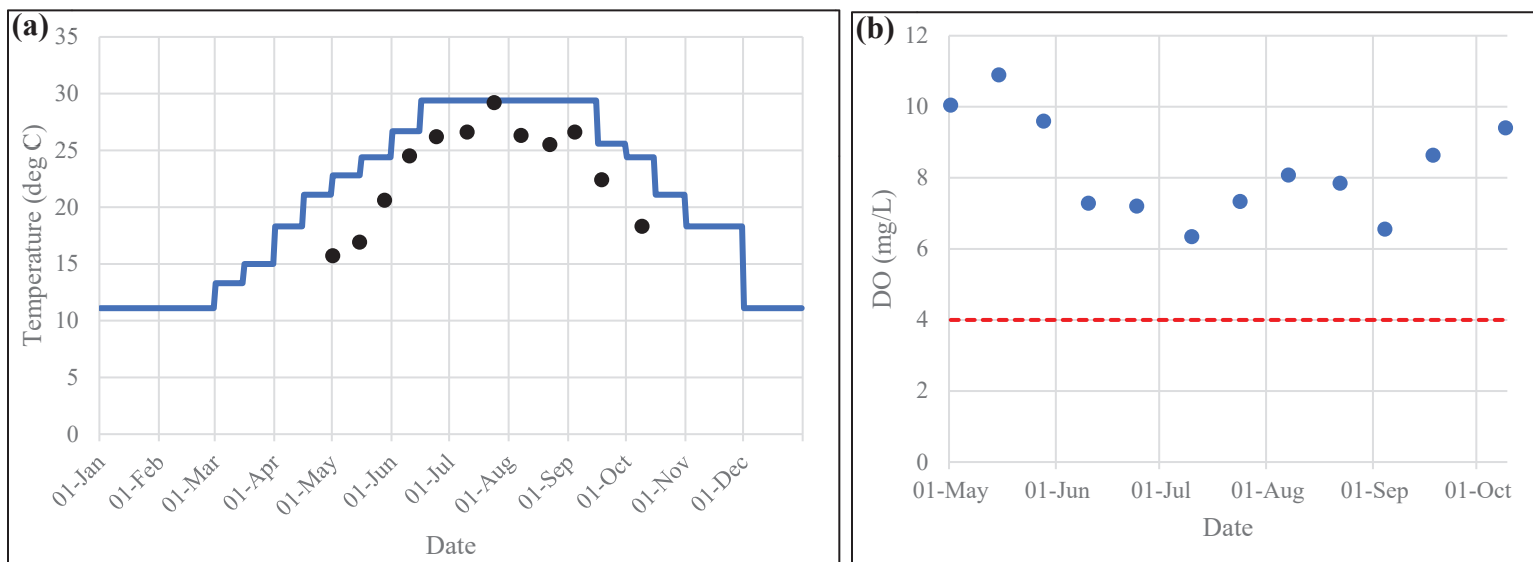 (a)
35
30
25
20
15
10
5
0
Temperature (deg C)
01-Jan
01-Feb
01-Mar
01-Apr
01-May
01-Jun
01-Jul
01-Aug
01-Sep
01-Oct
01-Nov
01-Dec
Date
(b)
12
10
8
6
4
2
0
DO (mg/L)
01-May
01-Jun
01-Jul
01-Aug
01-Sep
01-Oct
Date